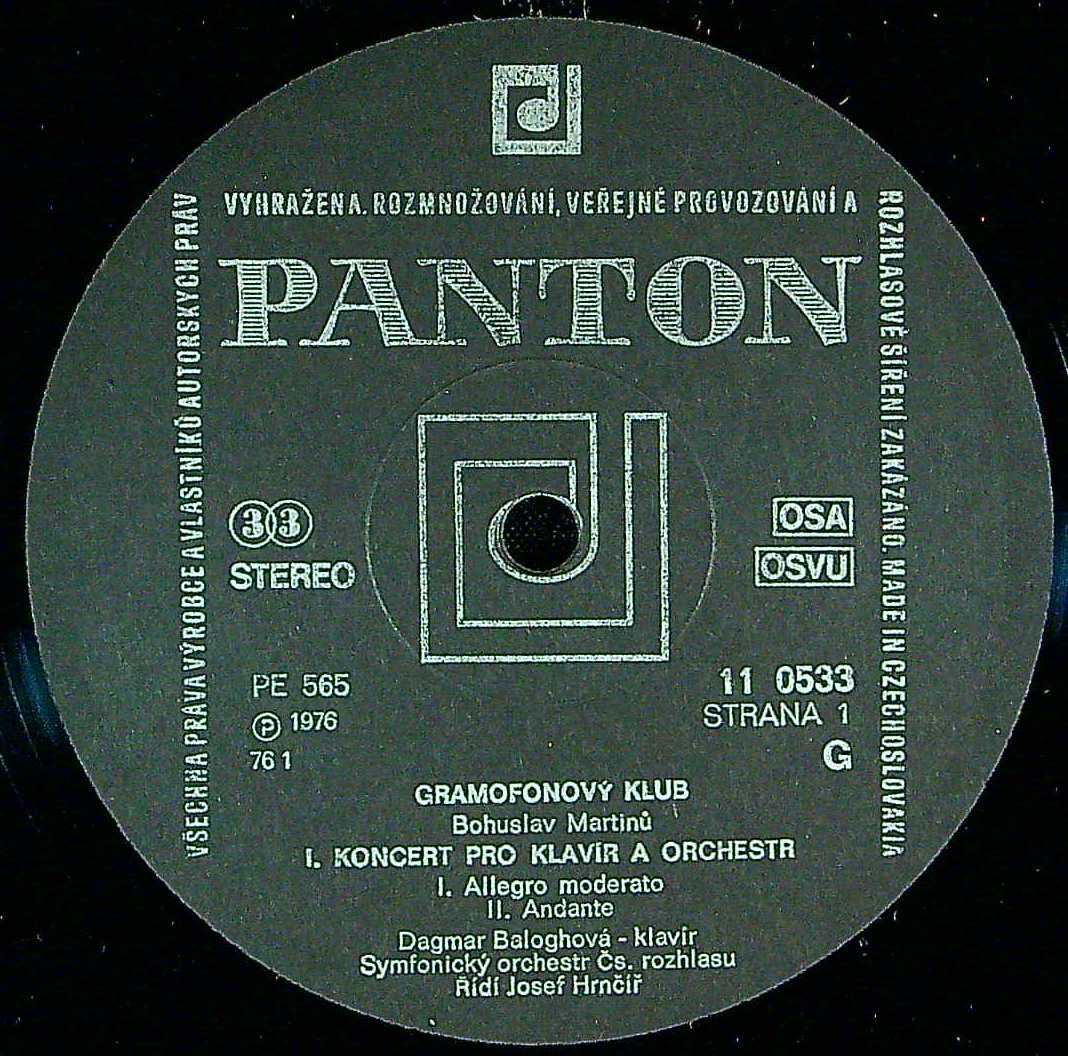 VŠECHNA PRÁVA VÝROBCE A VLASTNÍKŮ AUTORSKÝCH PRÁV
VYHRAŽENA. ROZMNOŽOVÁNÍ, VEŘEJNÉ PROVOZOVÁNÍ A
ROZHLASOVÉ ŠÍŘENÍ ZAKÁZÁNO. MADE IN CZECHOSLOVAKIA
PANTON
33
STEREO
OSA
OSVU
PE 565
℗ 1976
76 1
11 0533
STRANA 1
G
GRAMOFONOVÝ KLUB
Bohuslav Martinů
I. KONCERT PRO KLAVÍR A ORCHESTR
I. Allegro moderato
II. Andante
Dagmar Baloghová - klavír
Symfonický orchestr Čs. rozhlasu
Řídí Josef Hrnčíř